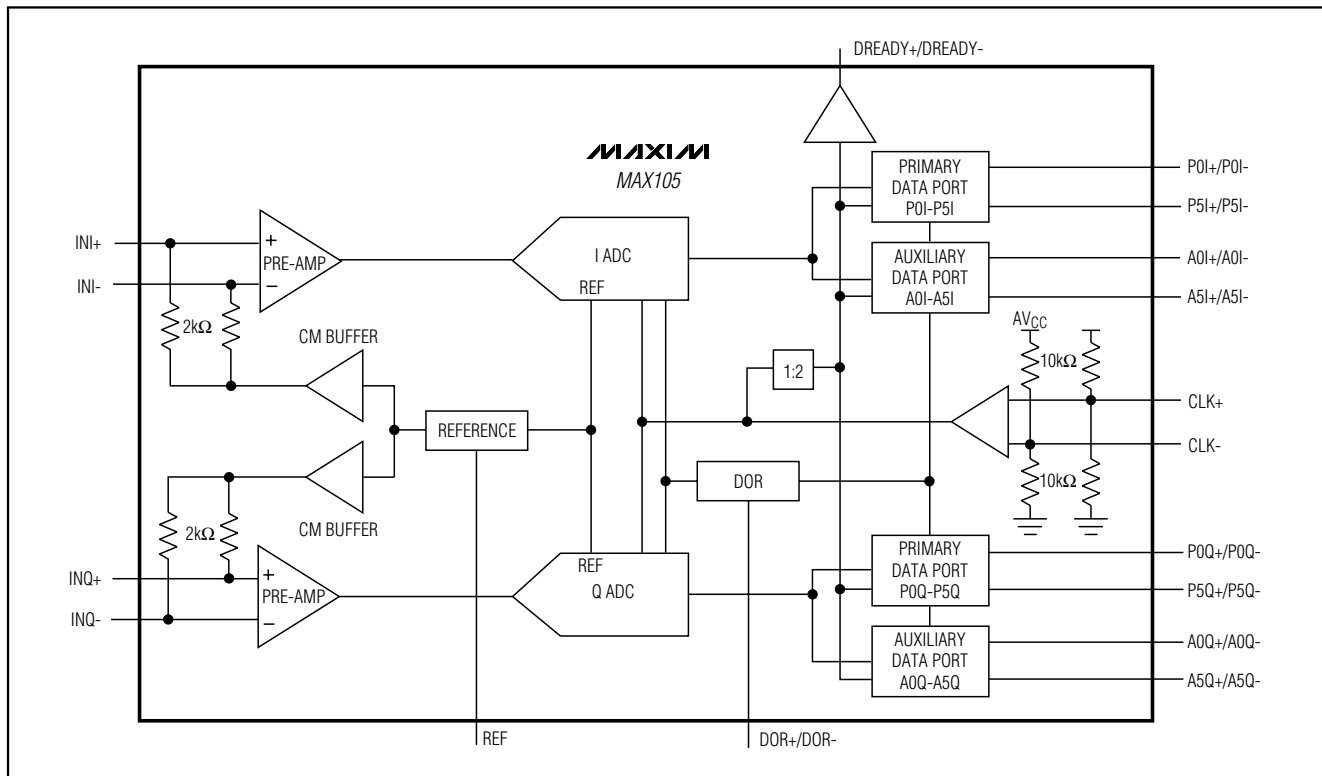 DREADY+/DREADY-
MAXIM
MAX105
PRIMARY
DATA PORT
P0I-P5I
P0I+/P0I-
P5I+/P5I-
INI+
INI-
+
PRE-AMP
−
I ADC
REF
AUXILIARY
DATA PORT
A0I-A5I
A0I+/A0I-
A5I+/A5I-
2kΩ
CM BUFFER
1:2
AVCC
10kΩ
CLK+
CLK-
REFERENCE
DOR
10kΩ
2kΩ
CM BUFFER
INQ+
INQ-
+
PRE-AMP
−
REF
Q ADC
PRIMARY
DATA PORT
P0Q-P5Q
P0Q+/P0Q-
P5Q+/P5Q-
AUXILIARY
DATA PORT
A0Q-A5Q
A0Q+/A0Q-
A5Q+/A5Q-
REF
DOR+/DOR-